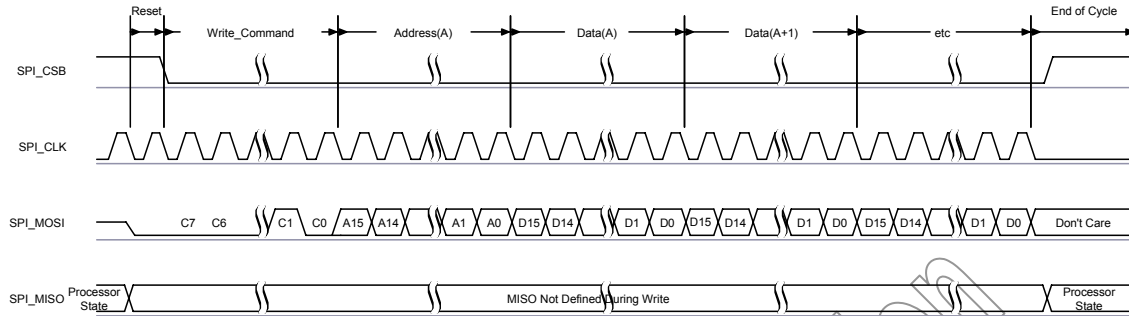 Reset
End of Cycle
Write_Command Address(A) Data(A) Data(A+1) etc
SPI_CSB
SPI_CLK
SPI_MOSI C7 C6 C1 C0 A15 A14 A1 A0 D15 D14 D1 D0 D15 D14 D1 D0 D15 D14 D1 D0 Don't Care
SPI_MISO Processor State MISO Not Defined During Write Processor State